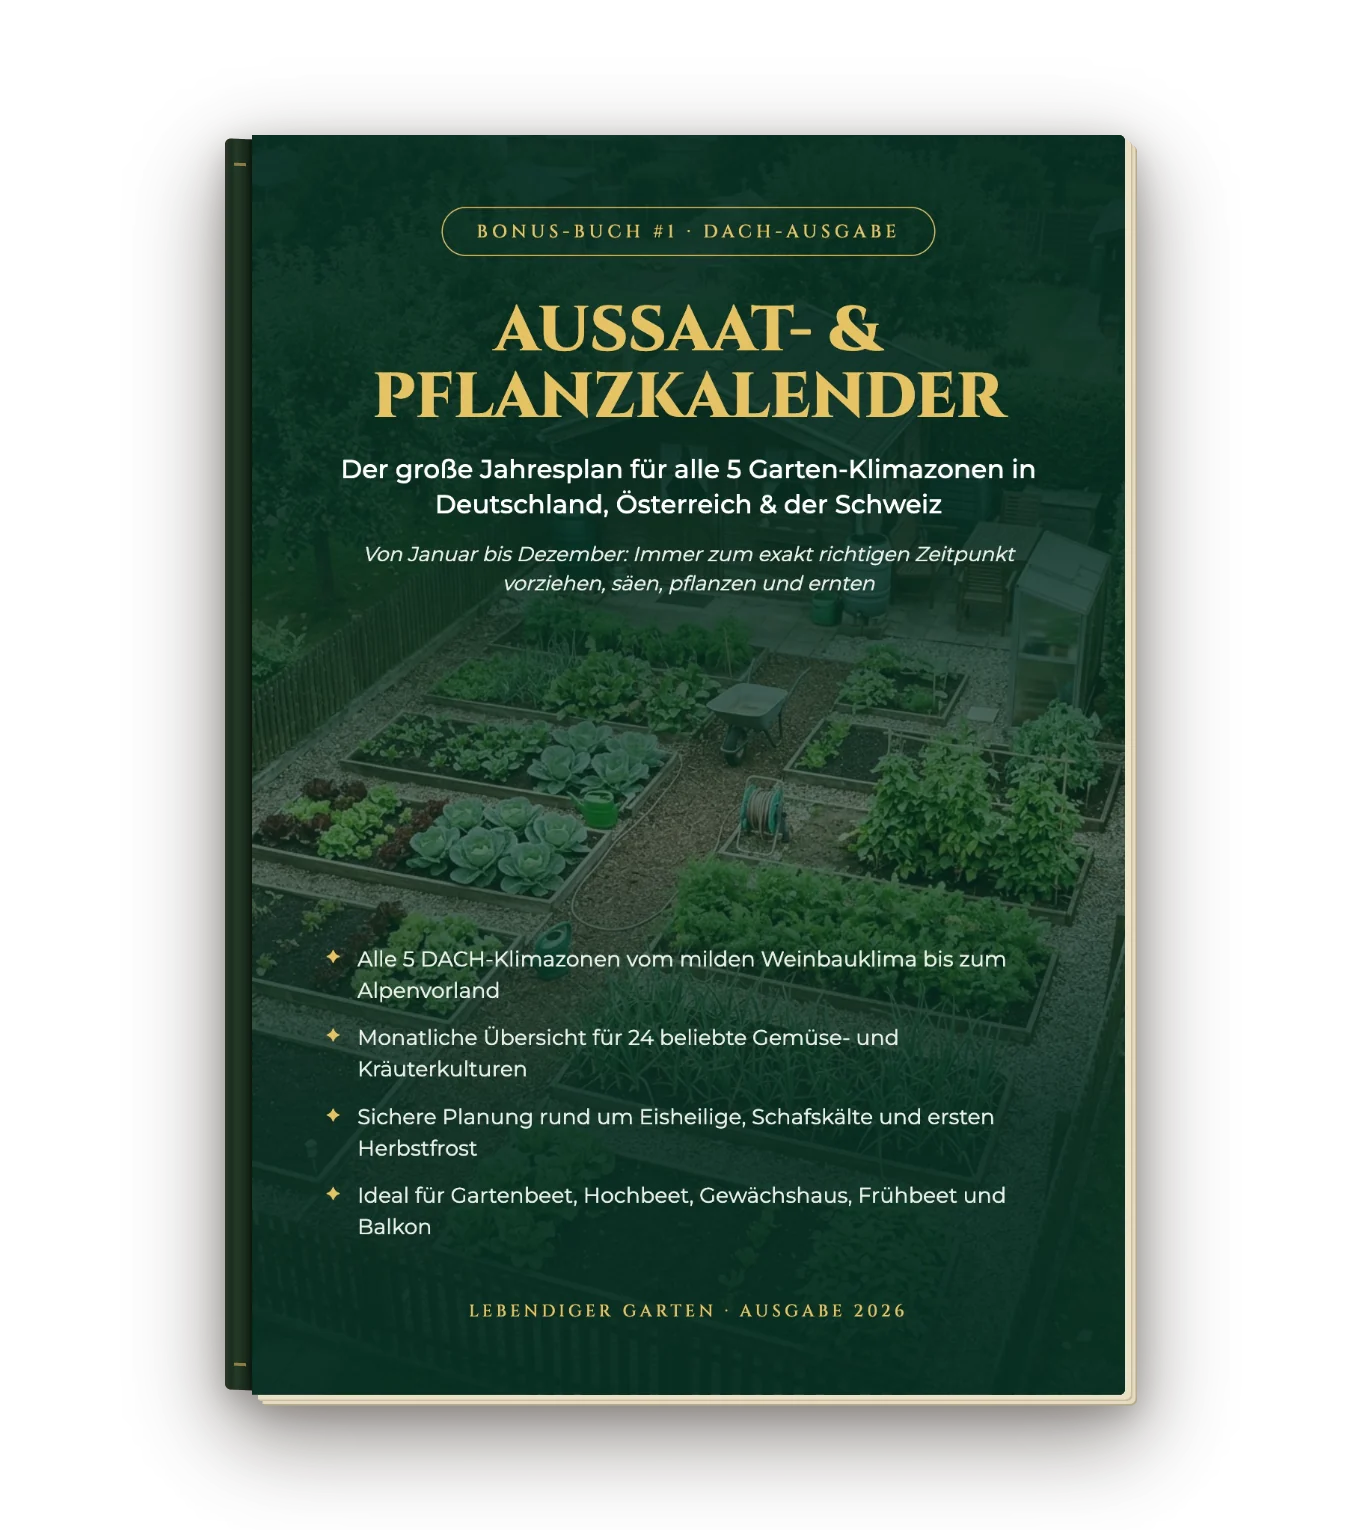 BONUS-BUCH #1 · DACH-AUSGABE
AUSSAAT- &
PFLANZKALENDER
Der große Jahresplan für alle 5 Garten-Klimazonen in
Deutschland, Österreich & der Schweiz
Von Januar bis Dezember: Immer zum exakt richtigen Zeitpunkt
vorziehen, säen, pflanzen und ernten
Alle 5 DACH-Klimazonen vom milden Weinbauklima bis zum
Alpenvorland
Monatliche Übersicht für 24 beliebte Gemüse- und
Kräuterkulturen
Sichere Planung rund um Eisheilige, Schafskälte und ersten
Herbstfrost
Ideal für Gartenbeet, Hochbeet, Gewächshaus, Frühbeet und
Balkon
LEBENDIGER GARTEN · AUSGABE 2026